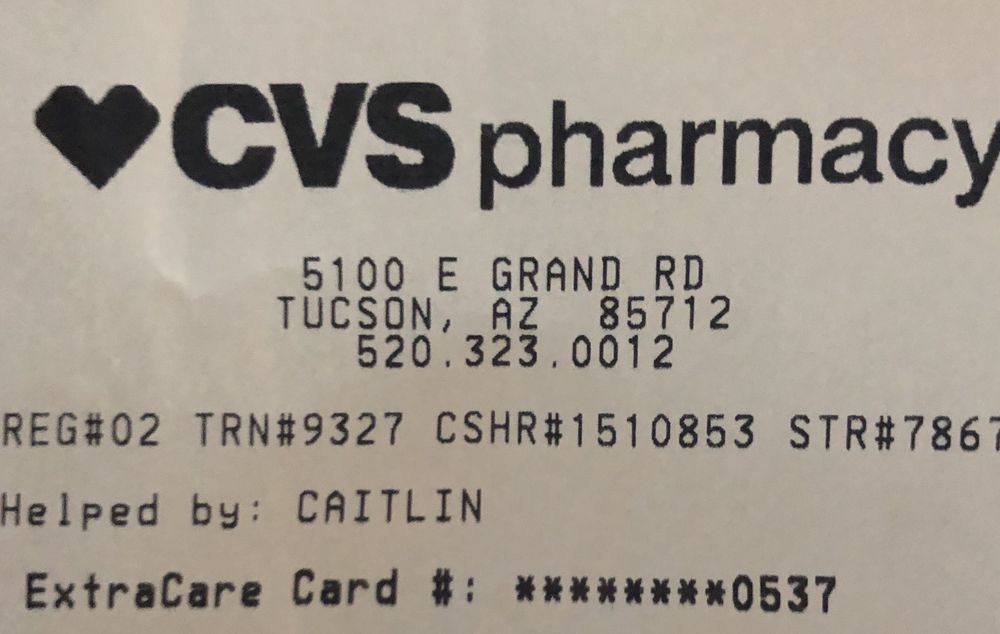 CVS pharmacy
5100 E GRAND RD
TUCSON, AZ 85712
520.323.0012
REG#02 TRN#9327 CSHR#1510853 STR#7867
Helped by: CAITLIN
ExtraCare Card #: ********0537